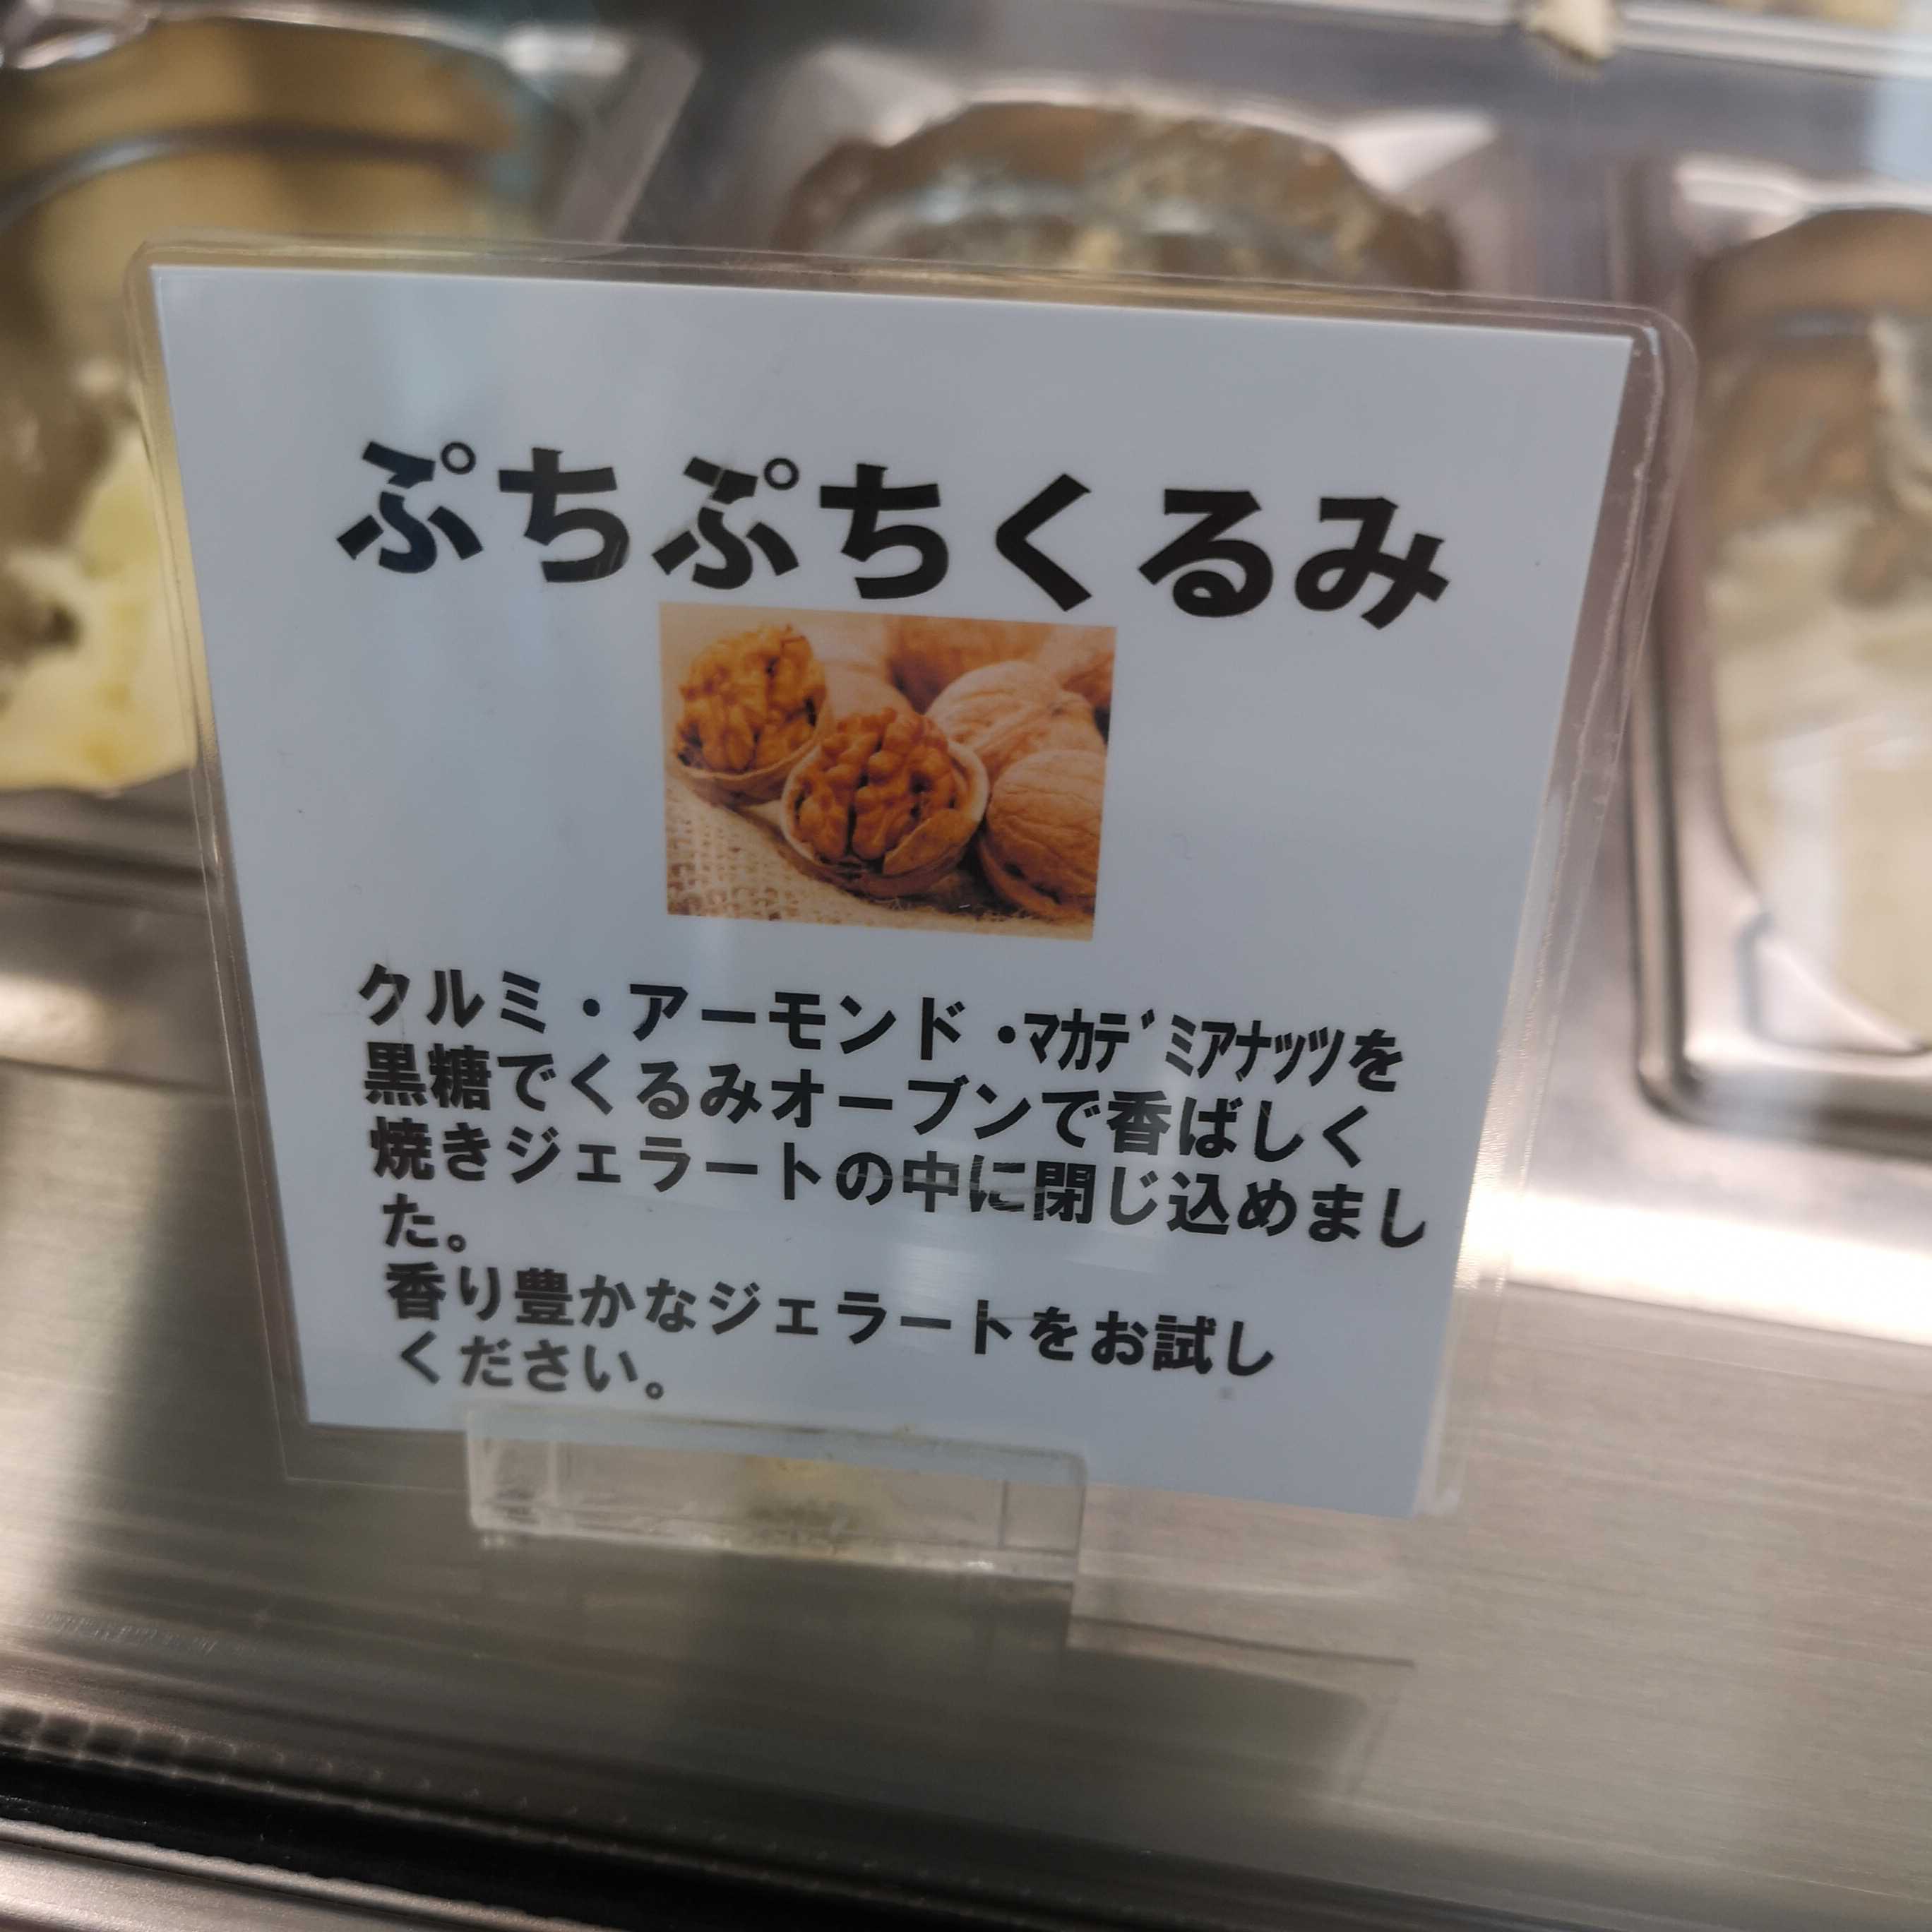 ぷちぷちくるみ
クルミ・アーモンド・ﾏｶﾃﾞﾐｱﾅｯﾂを
黒糖でくるみオーブンで香ばしく
焼きジェラートの中に閉じ込めまし
た。
香り豊かなジェラートをお試し
ください。